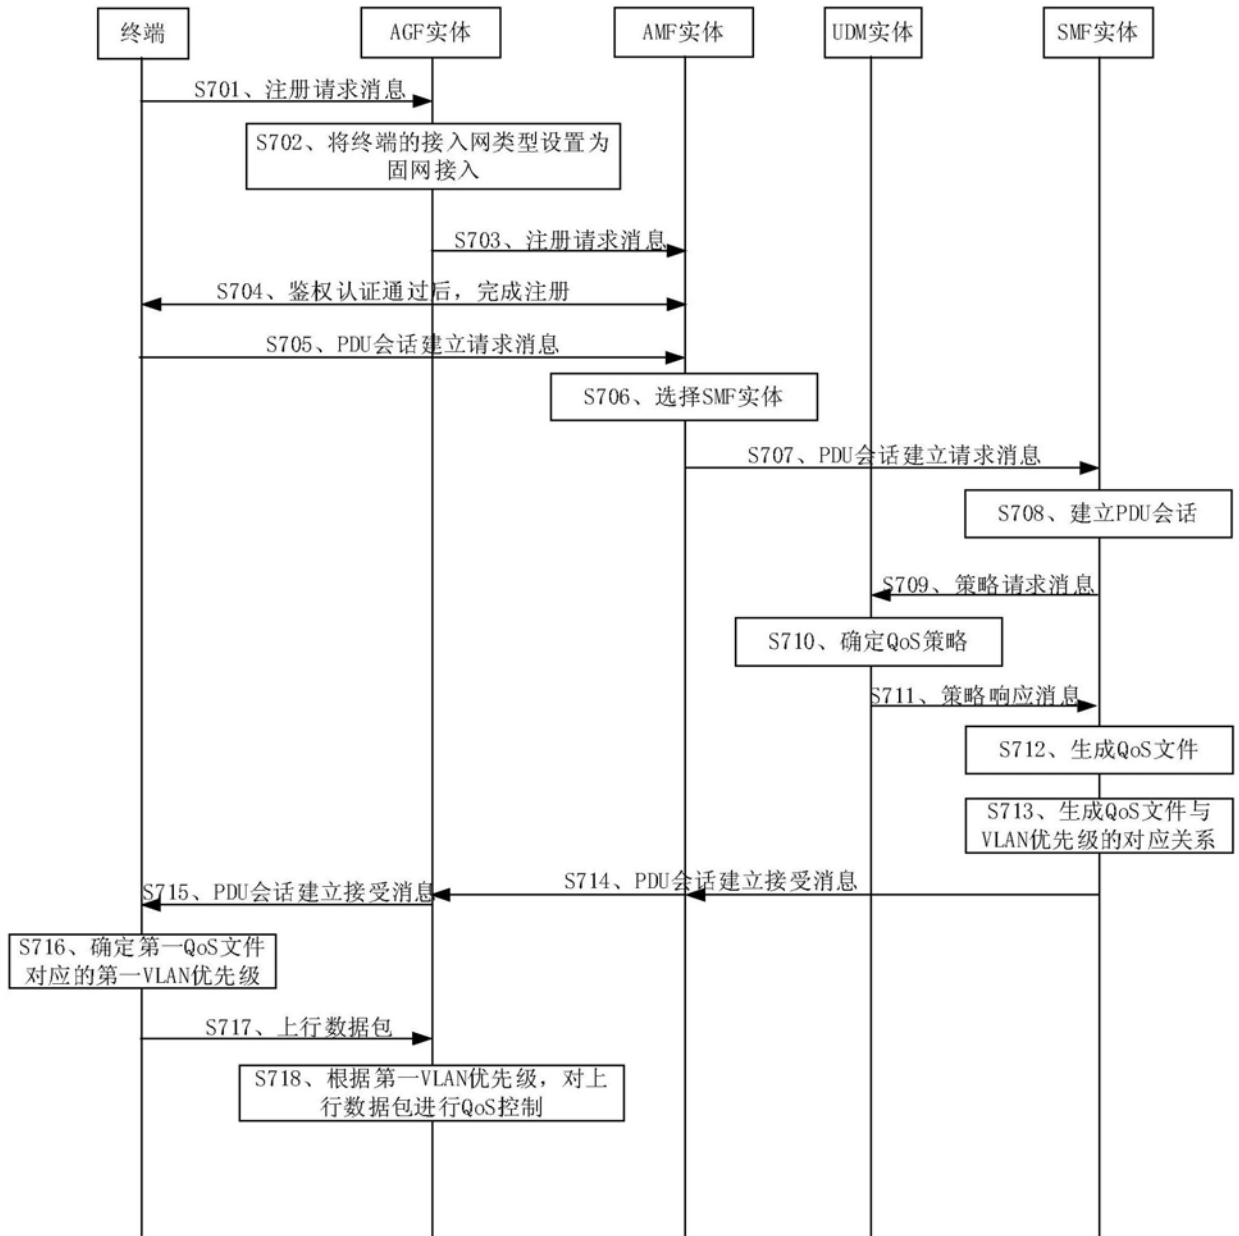 终端
AGF实体
AMF实体
UDM实体
SMF实体
S701、注册请求消息
S702、将终端的接入网类型设置为
固网接入
S703、注册请求消息
S704、鉴权认证通过后，完成注册
S705、PDU会话建立请求消息
S706、选择SMF实体
S707、PDU会话建立请求消息
S708、建立PDU会话
S709、策略请求消息
S710、确定QoS策略
S711、策略响应消息
S712、生成QoS文件
S713、生成QoS文件与
VLAN优先级的对应关系
S714、PDU会话建立接受消息
S715、PDU会话建立接受消息
S716、确定第一QoS文件
对应的第一VLAN优先级
S717、上行数据包
S718、根据第一VLAN优先级，对上
行数据包进行QoS控制